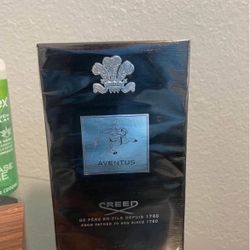 AVENTUS
CREED
DE PÈRE EN FILS DEPUIS 1760
FROM FATHER TO SON SINCE 1760